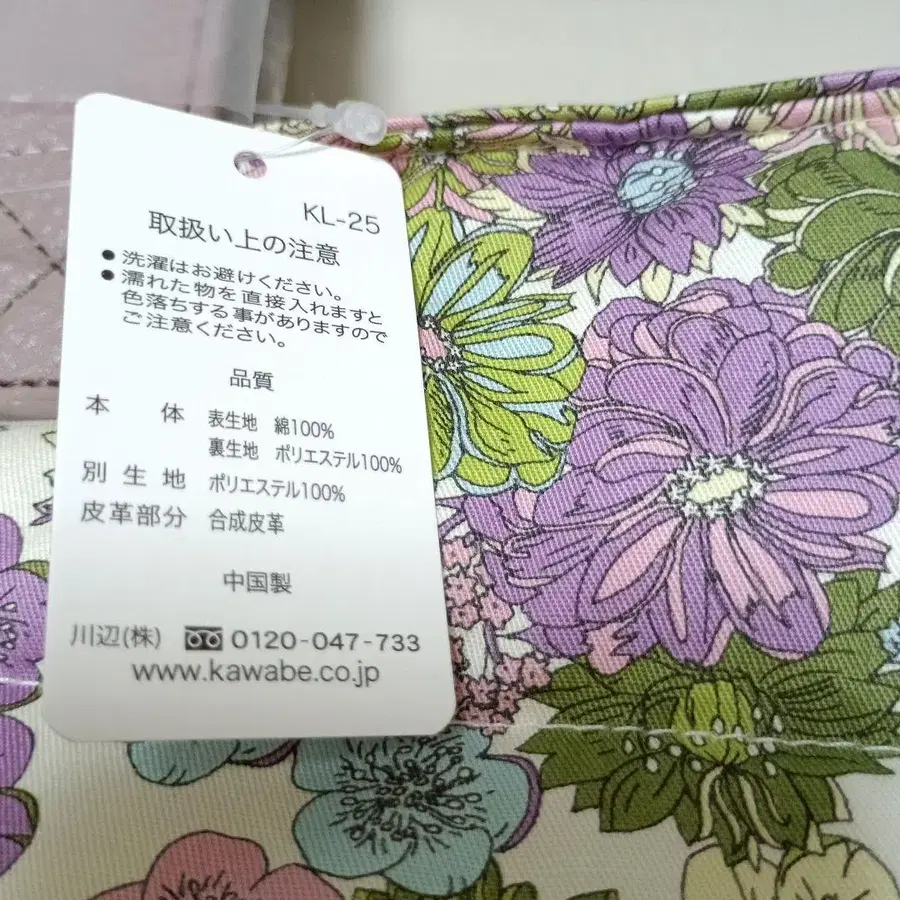 KL-25
取扱い上の注意
●洗濯はお避けください。
●濡れた物を直接入れますと
色落ちする事がありますので
ご注意ください。
品質
本 体 表生地 綿100%
裏生地 ポリエステル100%
別生地 ポリエステル100%
皮革部分 合成皮革
中国製
川辺(株) 0120-047-733
www.kawabe.co.jp